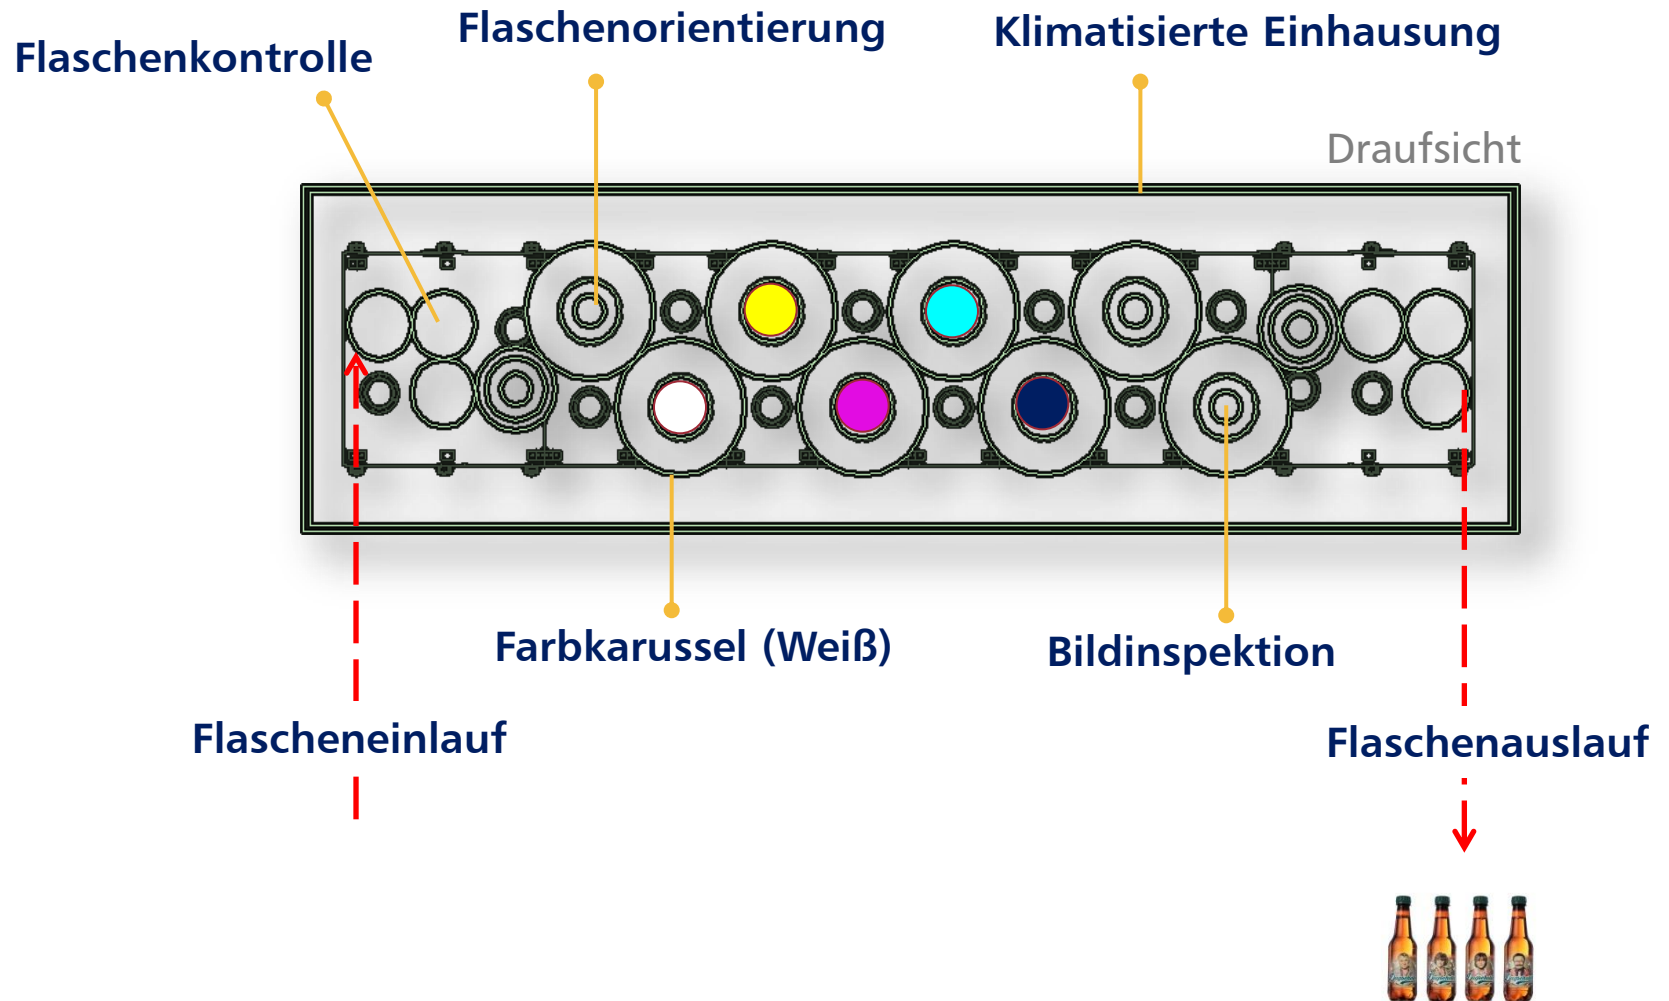 Flaschenorientierung
Klimatisierte Einhausung
Flaschenkontrolle
Draufsicht
Farbkarussel (Weiß)
Bildinspektion
Flascheneinlauf
Flaschenauslauf